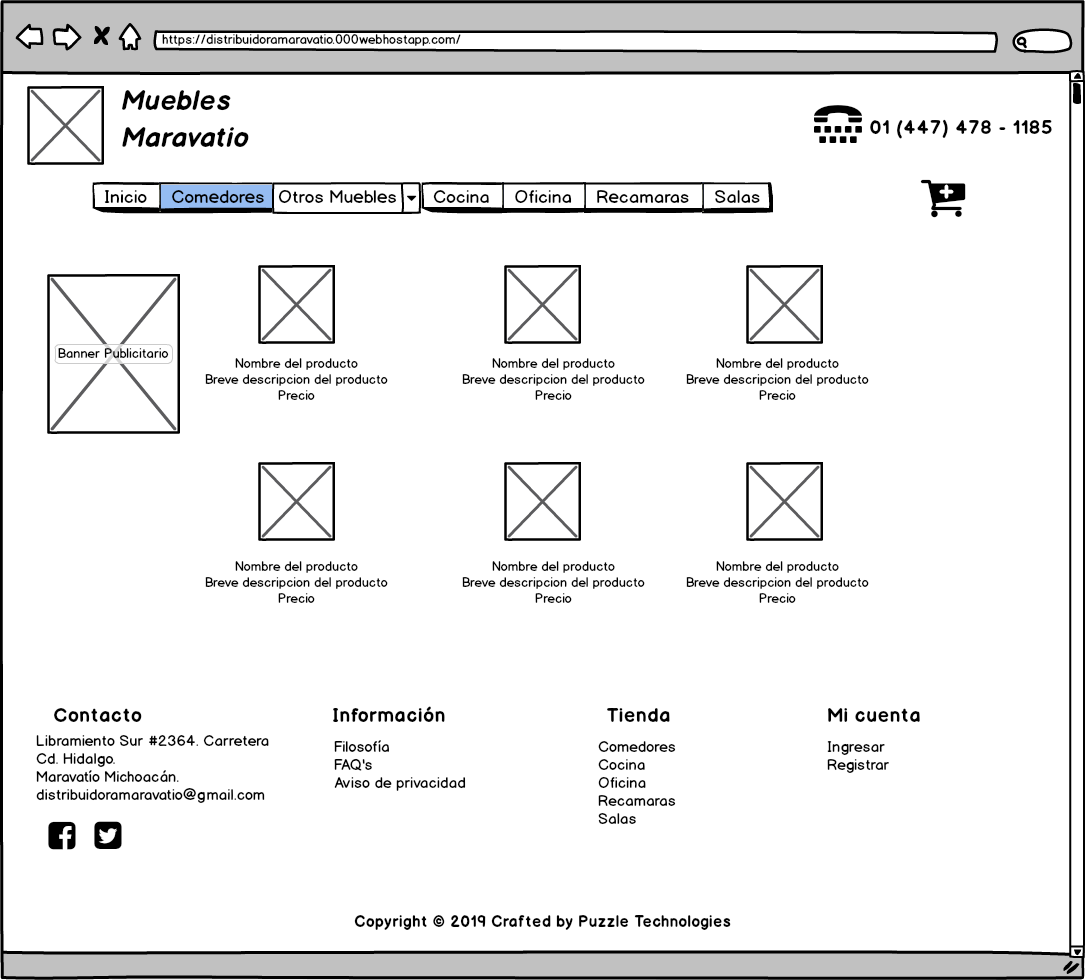 https://distribuidoramaravatio.000webhostapp.com/
Muebles
Maravatio
01 (447) 478 - 1185
Inicio Comedores Otros Muebles Cocina Oficina Recamaras Salas
Banner Publicitario
Nombre del producto
Breve descripcion del producto
Precio
Nombre del producto
Breve descripcion del producto
Precio
Nombre del producto
Breve descripcion del producto
Precio
Nombre del producto
Breve descripcion del producto
Precio
Nombre del producto
Breve descripcion del producto
Precio
Nombre del producto
Breve descripcion del producto
Precio
Contacto
Libramiento Sur #2364. Carretera
Cd. Hidalgo.
Maravatío Michoacán.
distribuidoramaravatio@gmail.com
Información
Filosofía
FAQ's
Aviso de privacidad
Tienda
Comedores
Cocina
Oficina
Recamaras
Salas
Mi cuenta
Ingresar
Registrar
Copyright © 2019 Crafted by Puzzle Technologies